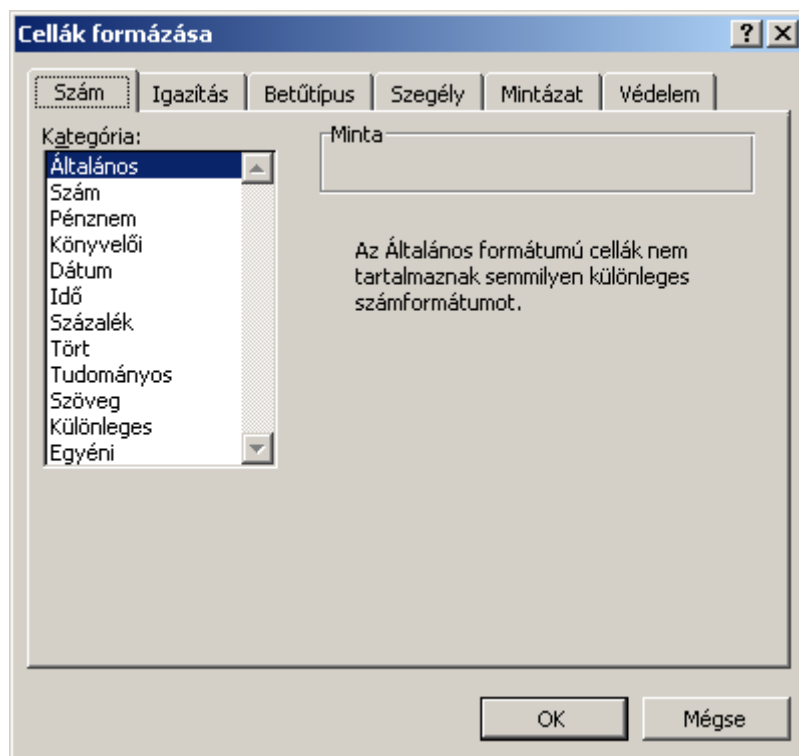 Cellák formázása
Szám
Igazítás
Betűtípus
Szegély
Mintázat
Védelem
Kategória:
Általános
Szám
Pénznem
Könyvelői
Dátum
Idő
Százalék
Tört
Tudományos
Szöveg
Különleges
Egyéni
Minta
Az Általános formátumú cellák nem
tartalmaznak semmilyen különleges
számformátumot.
OK
Mégse